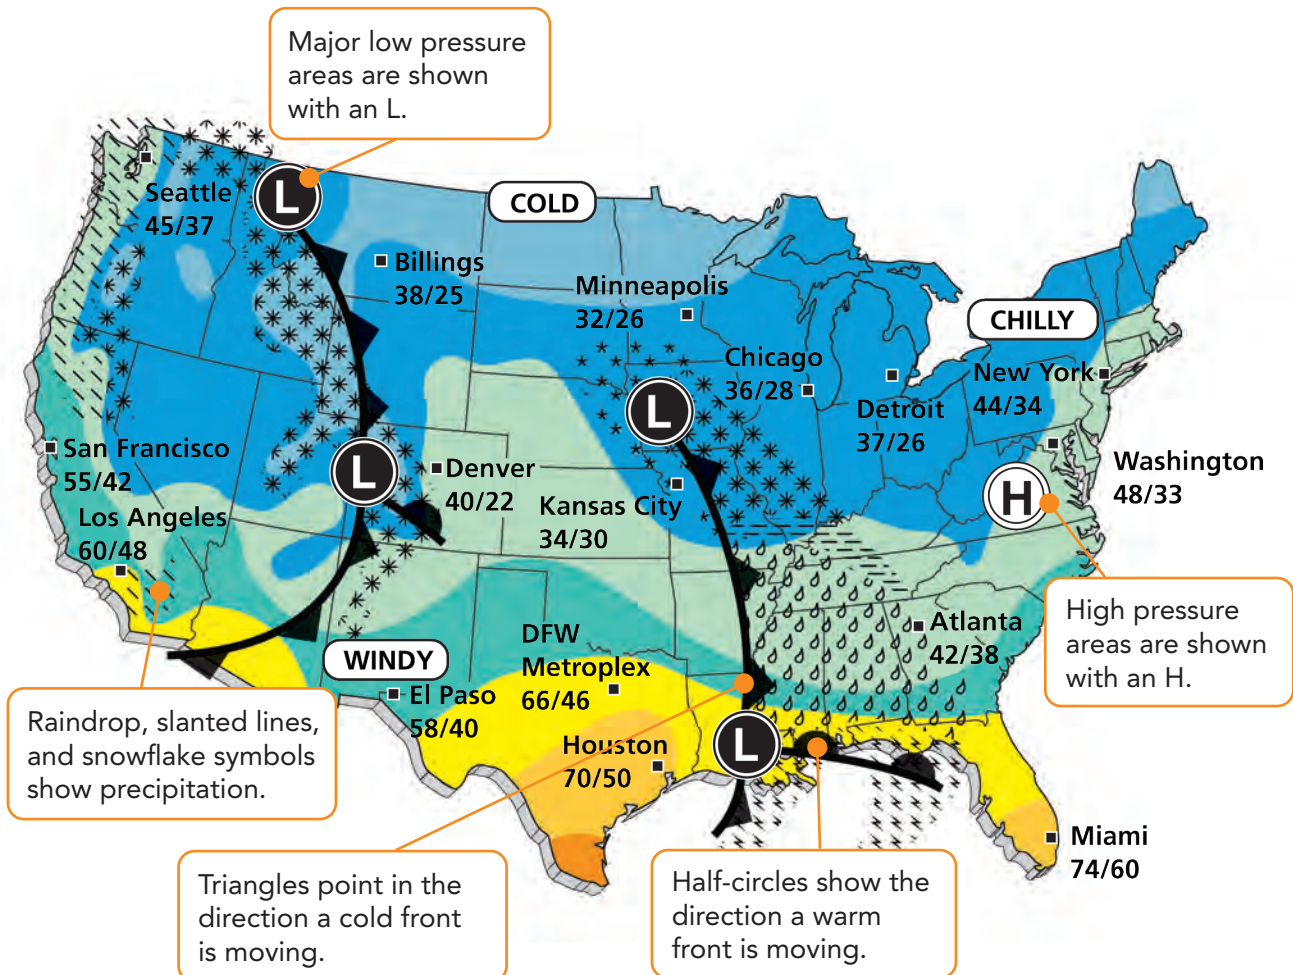 Major low pressure
areas are shown
with an L.
L
COLD
Seattle
45/37
Billings
38/25
Minneapolis
32/26
CHILLY
Chicago
36/28
New York
44/34
Detroit
37/26
L
San Francisco
55/42
L
Denver
40/22
Washington
48/33
Kansas City
34/30
H
Los Angeles
60/48
High pressure
areas are shown
with an H.
Atlanta
42/38
WINDY
DFW
Metroplex
66/46
El Paso
58/40
Raindrop, slanted lines,
and snowflake symbols
show precipitation.
Houston
70/50
L
Miami
74/60
Triangles point in the
direction a cold front
is moving.
Half-circles show the
direction a warm
front is moving.